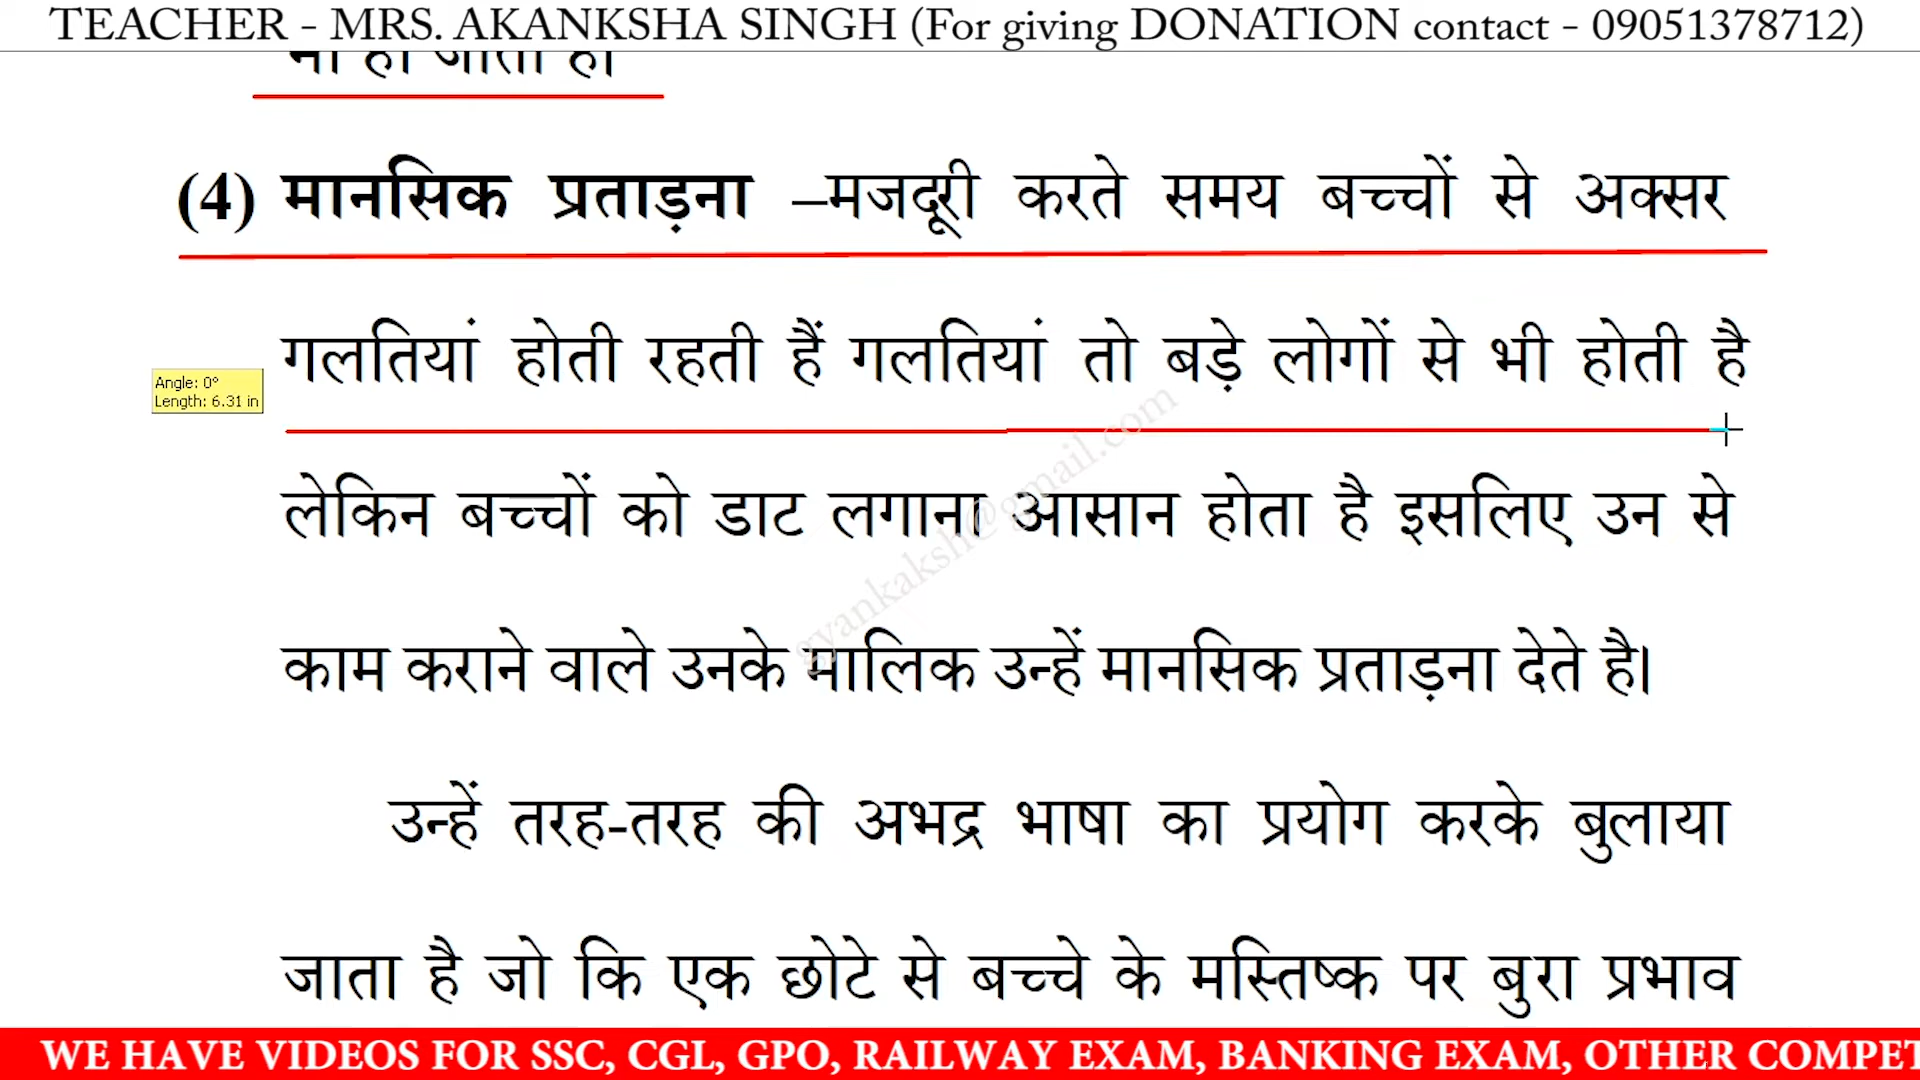 TEACHER - MRS. AKANKSHA SINGH (For giving DONATION contact - 09051378712)
भी हो जाता है।
(4) मानसिक प्रताड़ना –मजदूरी करते समय बच्चों से अक्सर
गलतियां होती रहती हैं गलतियां तो बड़े लोगों से भी होती है
Angle: 0°
Length: 6.31 in
लेकिन बच्चों को डाट लगाना आसान होता है इसलिए उन से
gyankaksh@gmail.com
काम कराने वाले उनके मालिक उन्हें मानसिक प्रताड़ना देते है।
उन्हें तरह-तरह की अभद्र भाषा का प्रयोग करके बुलाया
जाता है जो कि एक छोटे से बच्चे के मस्तिष्क पर बुरा प्रभाव
WE HAVE VIDEOS FOR SSC, CGL, GPO, RAILWAY EXAM, BANKING EXAM, OTHER COMPET